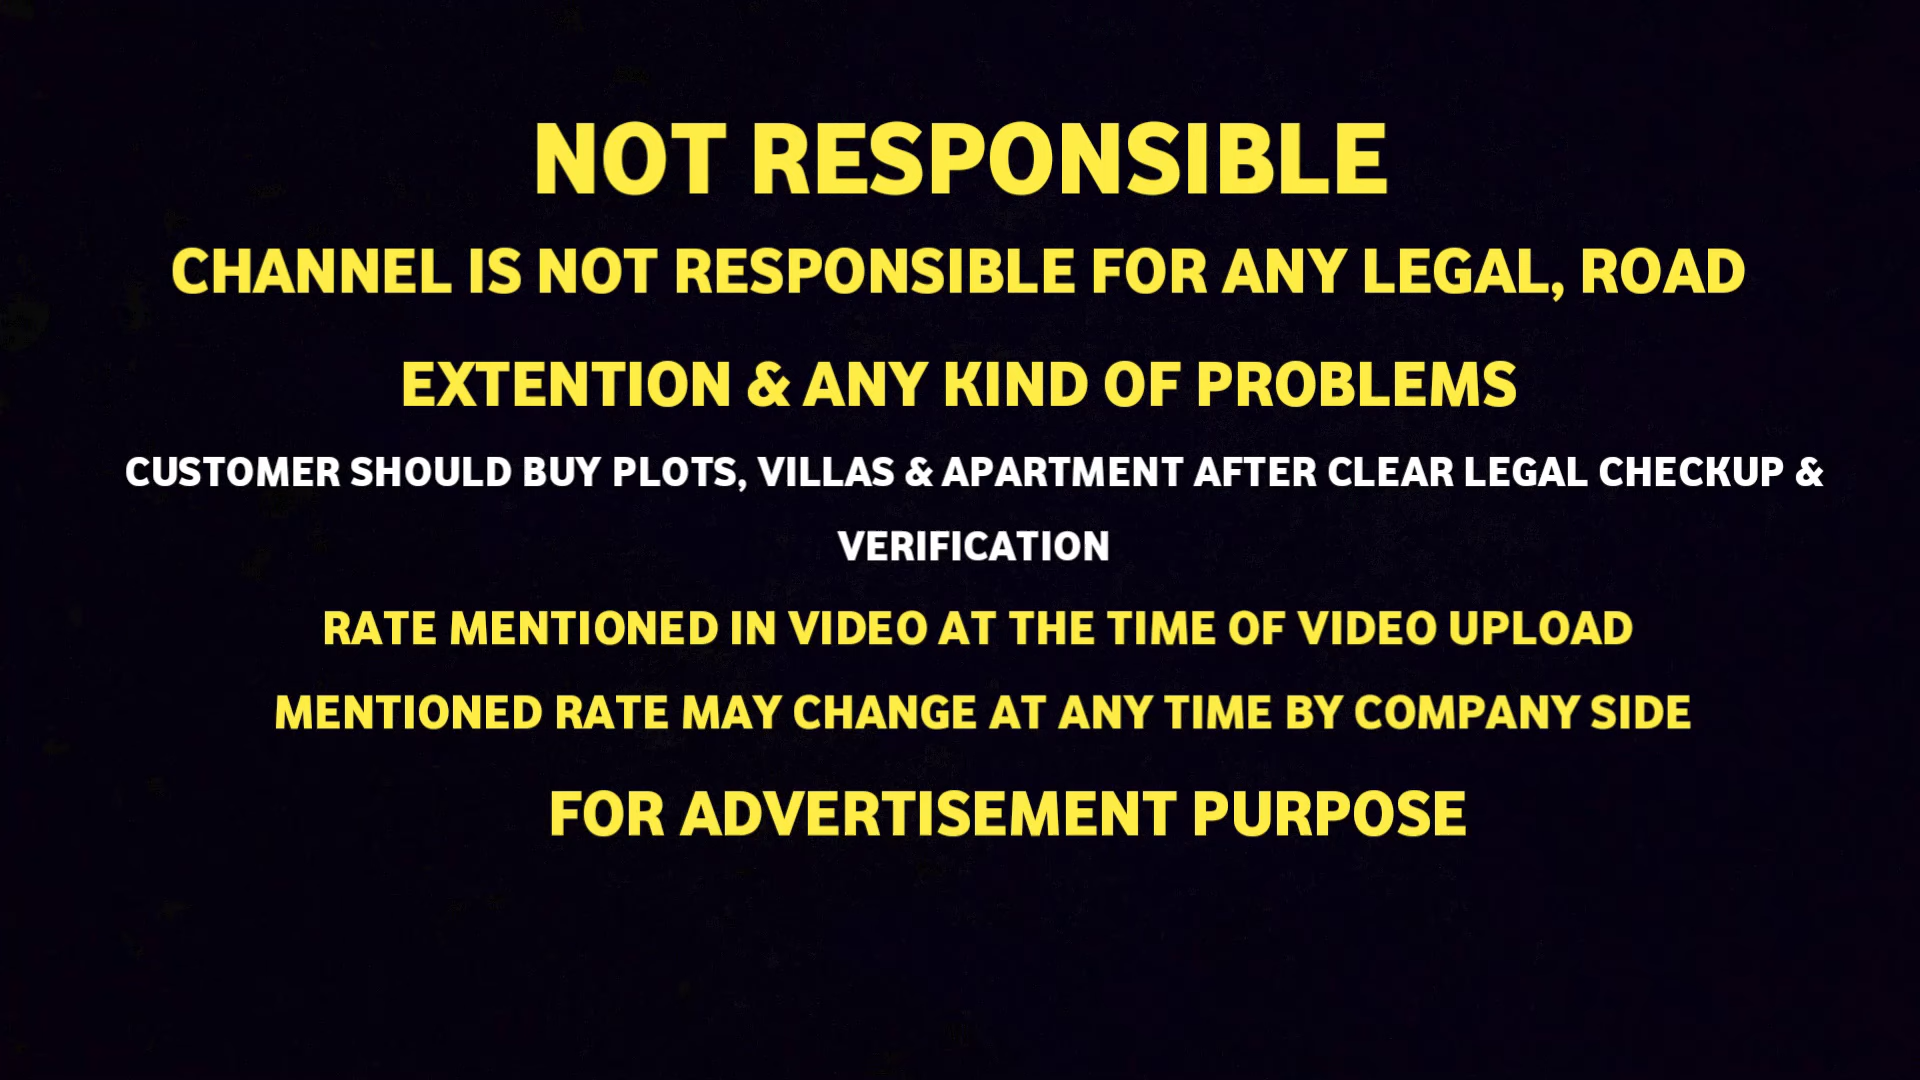 NOT RESPONSIBLE
CHANNEL IS NOT RESPONSIBLE FOR ANY LEGAL, ROAD
EXTENTION & ANY KIND OF PROBLEMS
CUSTOMER SHOULD BUY PLOTS, VILLAS & APARTMENT AFTER CLEAR LEGAL CHECKUP &
VERIFICATION
RATE MENTIONED IN VIDEO AT THE TIME OF VIDEO UPLOAD
MENTIONED RATE MAY CHANGE AT ANY TIME BY COMPANY SIDE
FOR ADVERTISEMENT PURPOSE